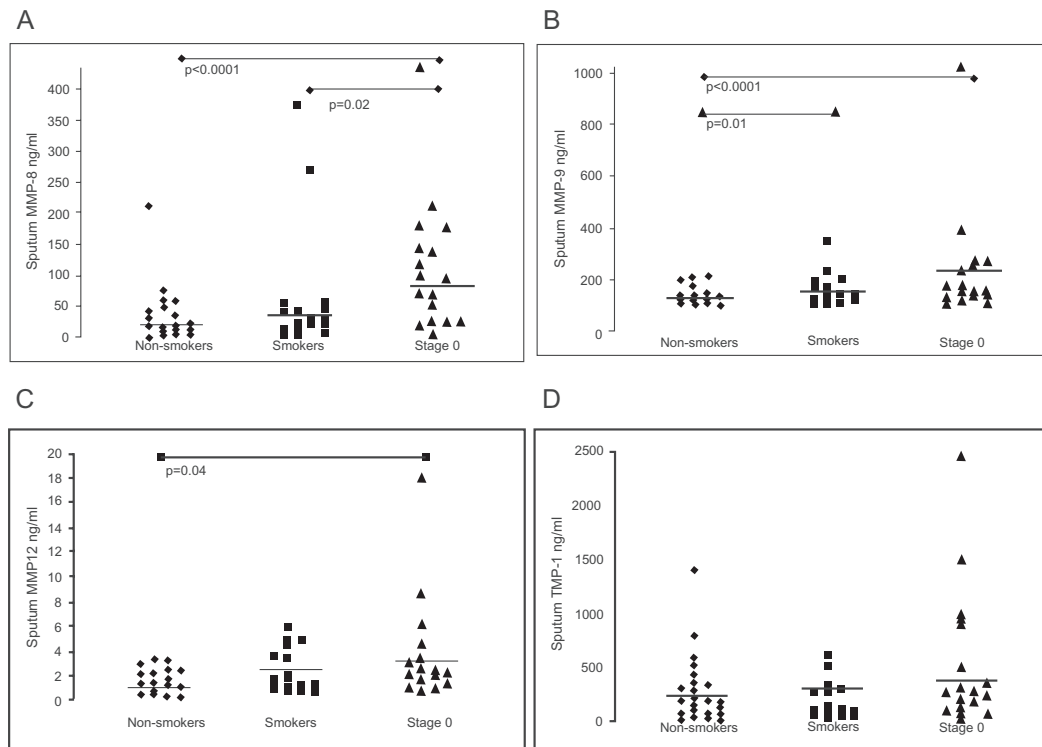 A
Sputum MMP-8 ng/ml
400
350
300
250
200
150
100
50
0
p<0.0001
p=0.02
Non-smokers Smokers Stage 0
B
Sputum MMP-9 ng/ml
1000
800
600
400
200
0
p<0.0001
p=0.01
Non-smokers Smokers Stage 0
C
Sputum MMP12 ng/ml
20
18
16
14
12
10
8
6
4
2
0
p=0.04
Non-smokers Smokers Stage 0
D
Sputum TMP-1 ng/ml
2500
2000
1500
1000
500
0
Non-smokers Smokers Stage 0